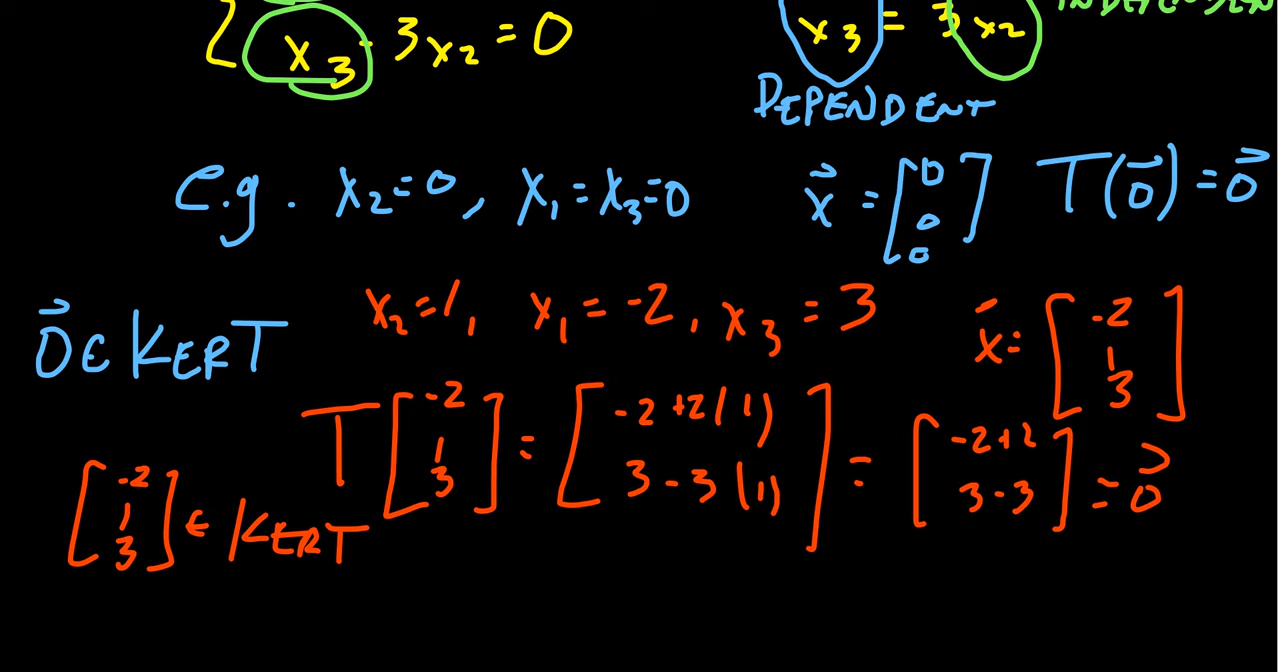 x3 - 3x2 = 0
x3 = 3x2
DEPENDENT
e.g. x2=0, x1=x3=0 x⃗ = [0 0 0] T(0⃗)=0⃗
0⃗ ∈ KERT x2=1, x1=-2, x3=3 x⃗ = [-2 1 3]
T[-2 1 3] = [-2+2(1) 3-3(1)] = [-2+2 3-3] = 0⃗
[-2 1 3] ∈ KERT